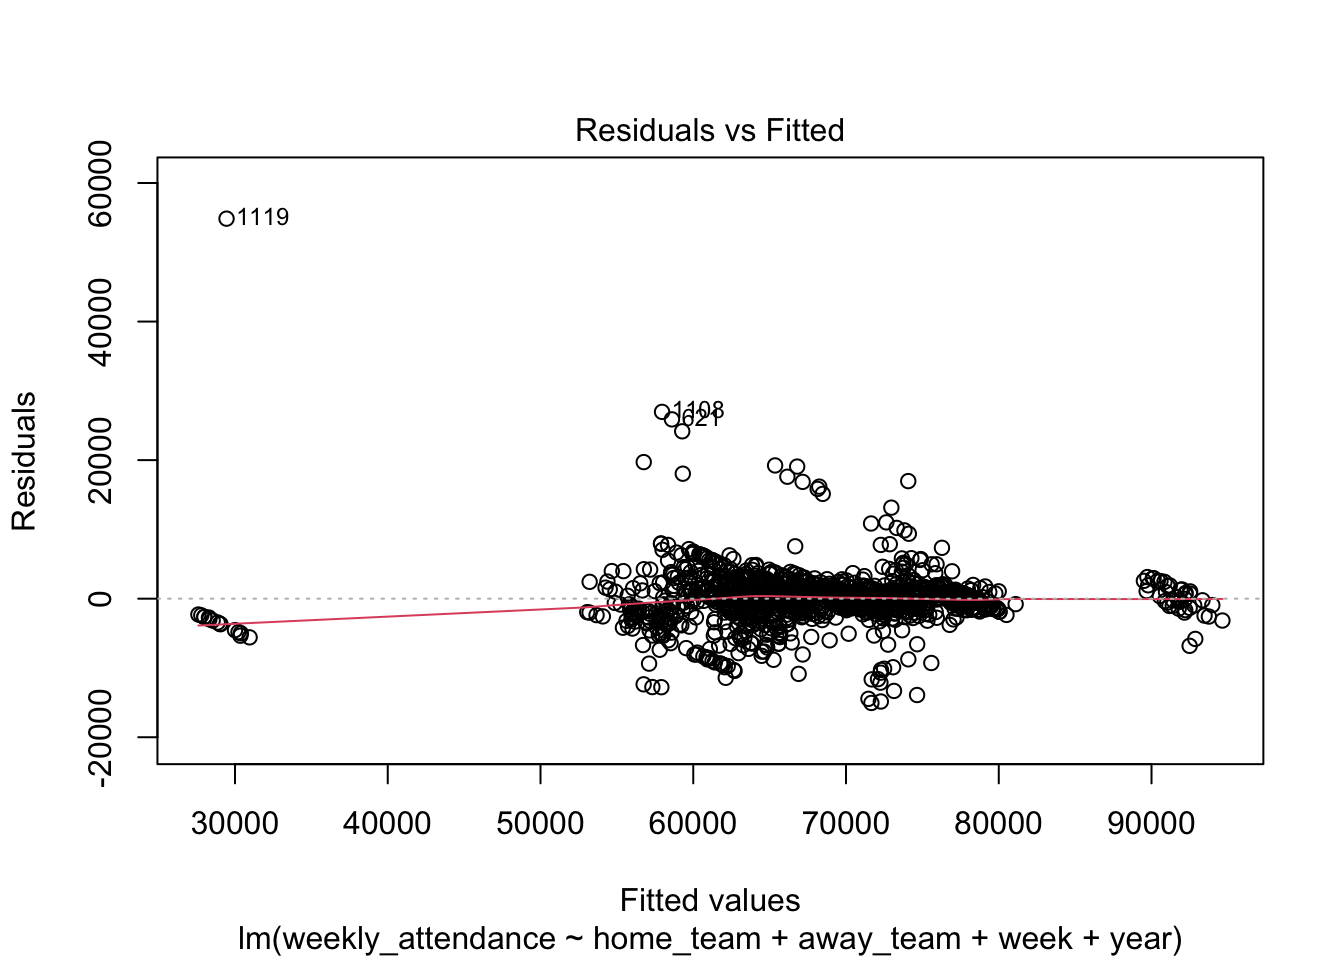 Residuals vs Fitted
Residuals
60000
40000
20000
0
-20000
1119
1108
621
30000 40000 50000 60000 70000 80000 90000
Fitted values
lm(weekly_attendance ~ home_team + away_team + week + year)